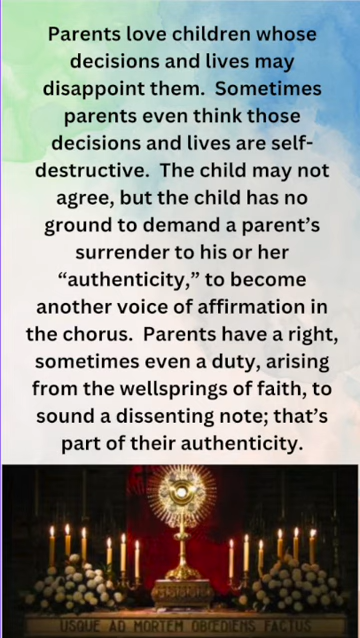 Parents love children whose
decisions and lives may
disappoint them.  Sometimes
parents even think those
decisions and lives are self-
destructive.  The child may not
agree, but the child has no
ground to demand a parent’s
surrender to his or her
“authenticity,” to become
another voice of affirmation in
the chorus.  Parents have a right,
sometimes even a duty, arising
from the wellsprings of faith, to
sound a dissenting note; that’s
part of their authenticity.
USQUE AD MORTEM OBŒDIENS FACTUS